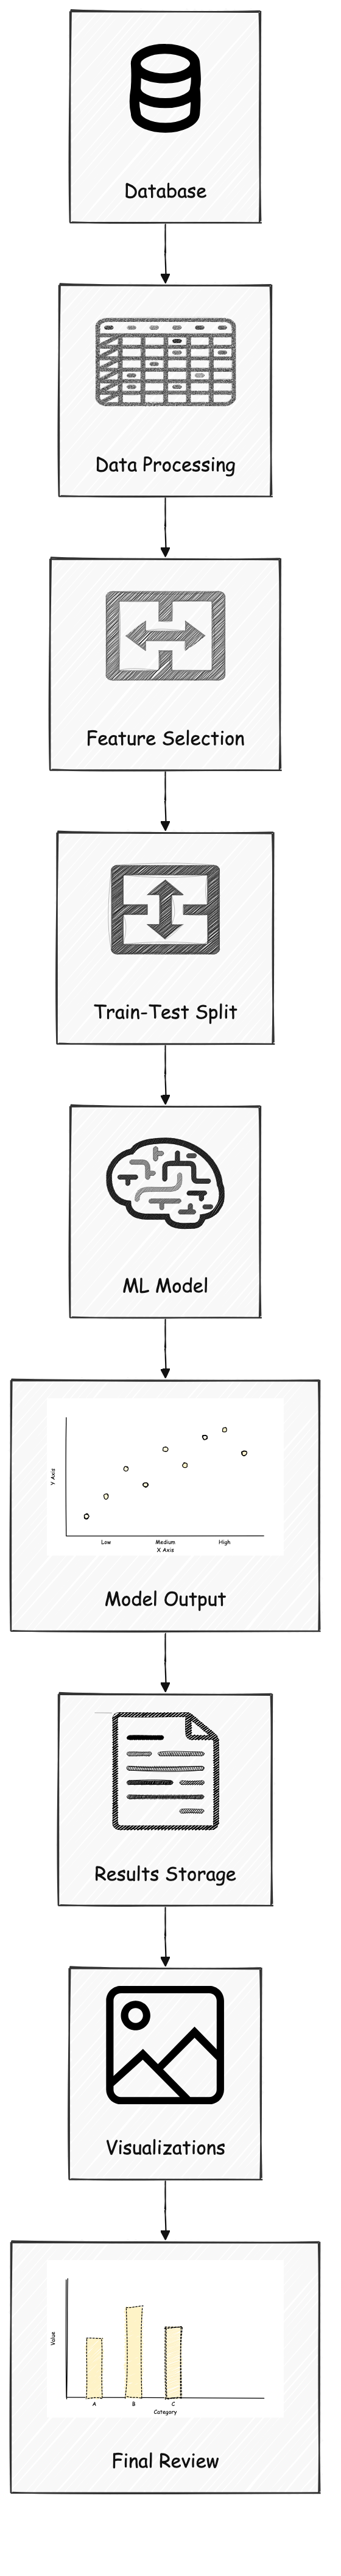 Database
Data Processing
Feature Selection
Train-Test Split
ML Model
Y Axis
Low Medium High
X Axis
Model Output
Results Storage
Visualizations
Value
A B C
Category
Final Review